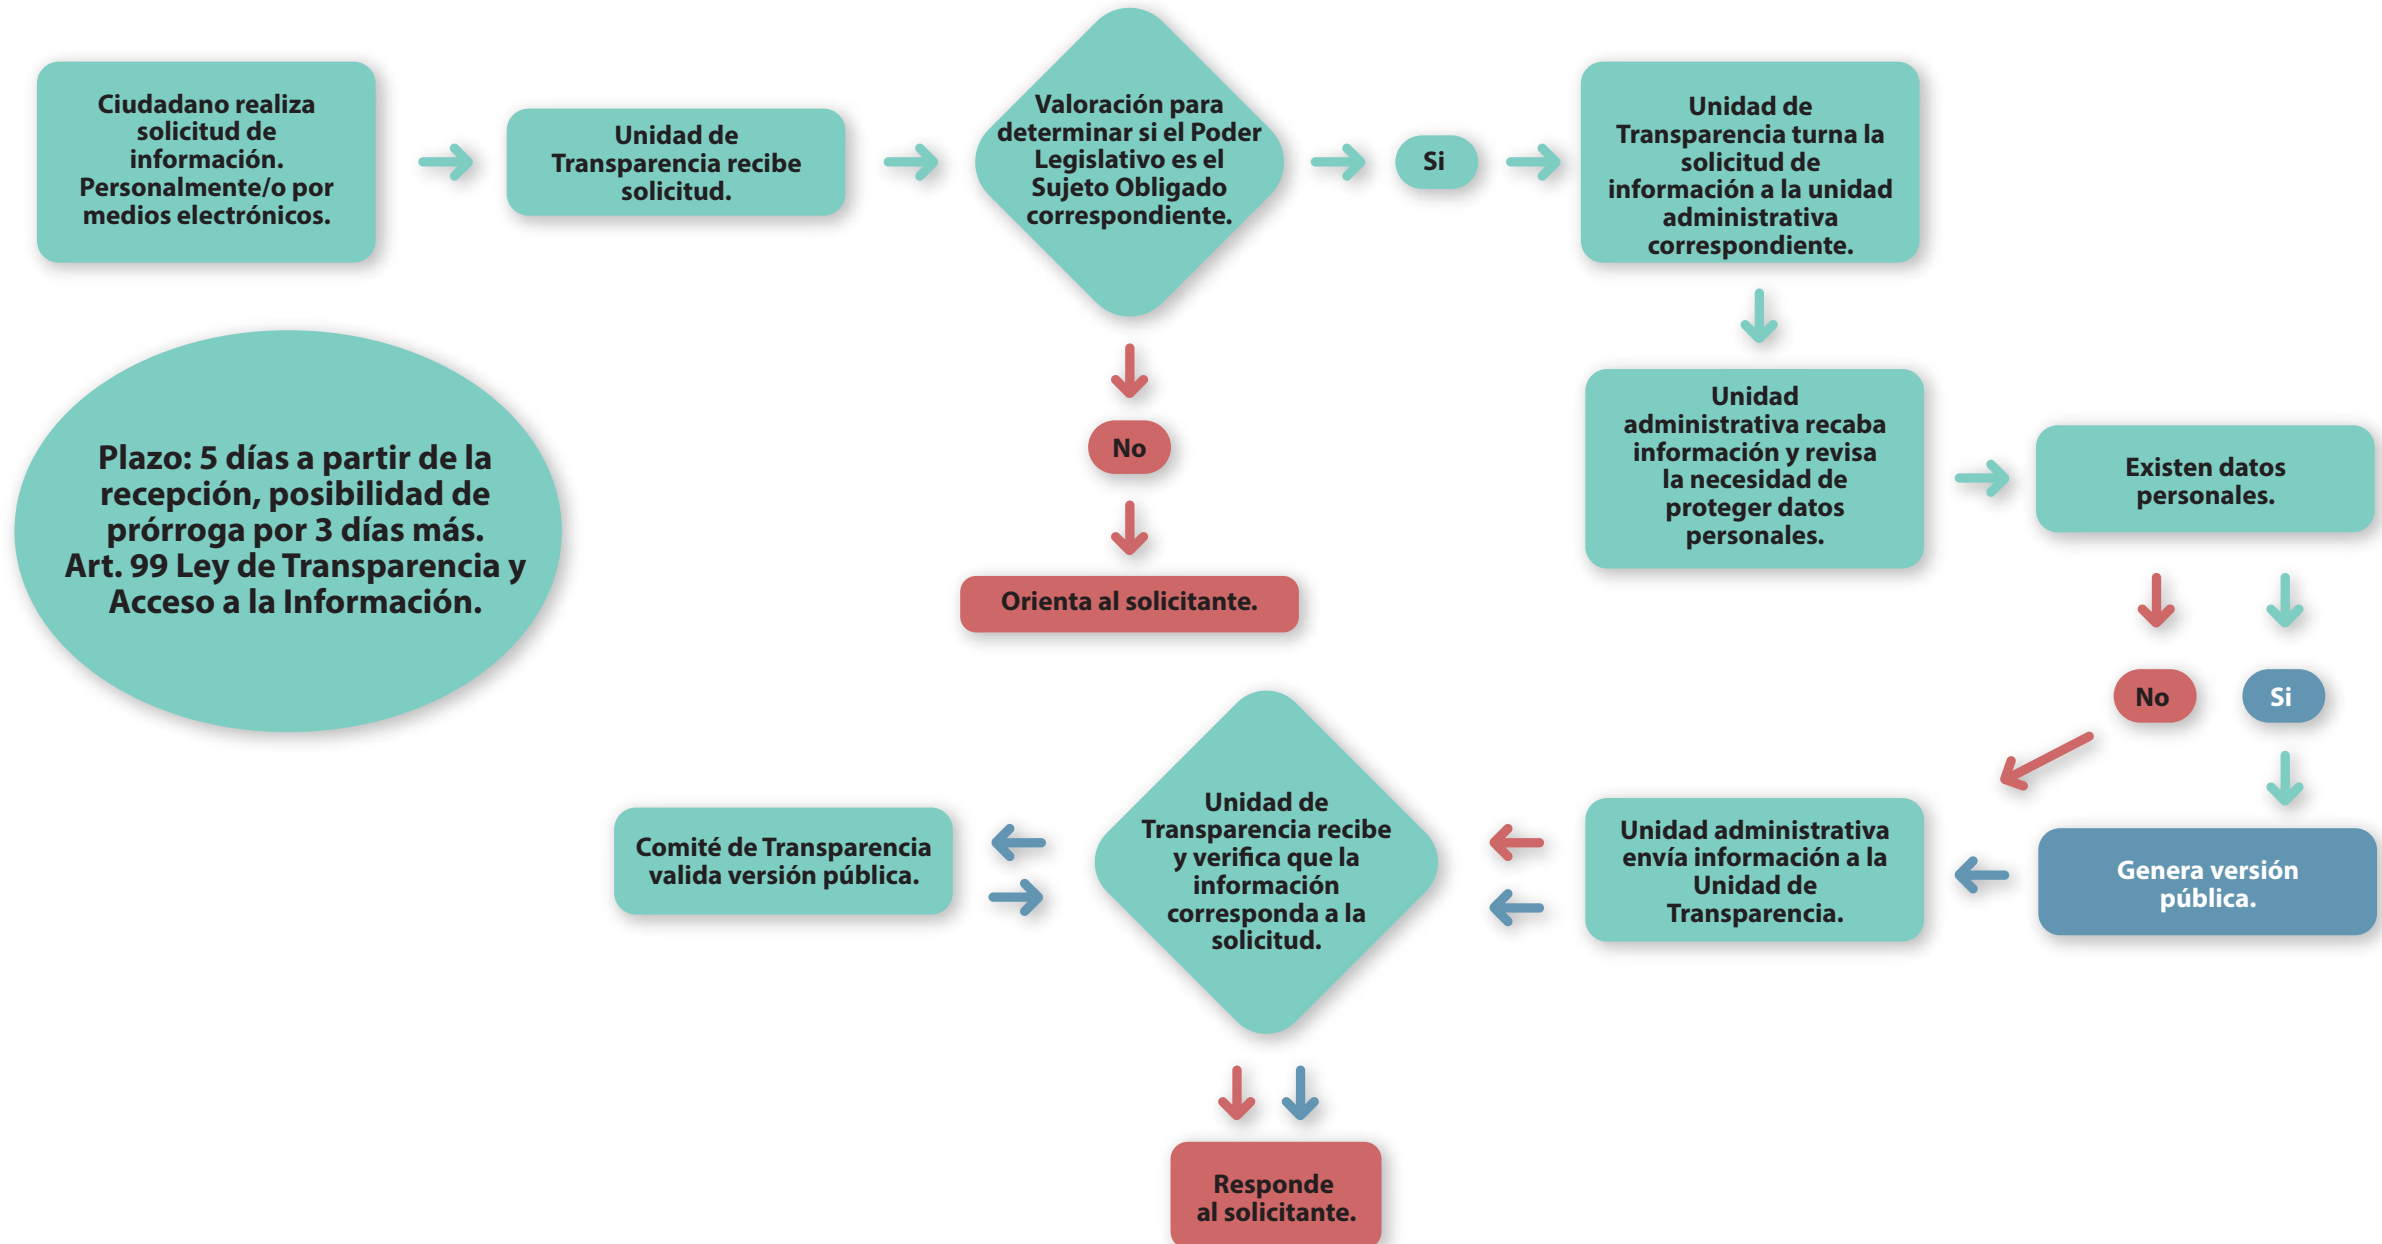 Ciudadano realiza
solicitud de
información.
Personalmente/o por
medios electrónicos.
Unidad de
Transparencia recibe
solicitud.
Valoración para
determinar si el Poder
Legislativo es el
Sujeto Obligado
correspondiente.
Si
Unidad de
Transparencia turna la
solicitud de
información a la unidad
administrativa
correspondiente.
No
Orienta al solicitante.
Plazo: 5 días a partir de la
recepción, posibilidad de
prórroga por 3 días más.
Art. 99 Ley de Transparencia y
Acceso a la Información.
Unidad
administrativa recaba
información y revisa
la necesidad de
proteger datos
personales.
Existen datos
personales.
No
Si
Genera versión
pública.
Unidad administrativa
envía información a la
Unidad de
Transparencia.
Unidad de
Transparencia recibe
y verifica que la
información
corresponda a la
solicitud.
Comité de Transparencia
valida versión pública.
Responde
al solicitante.